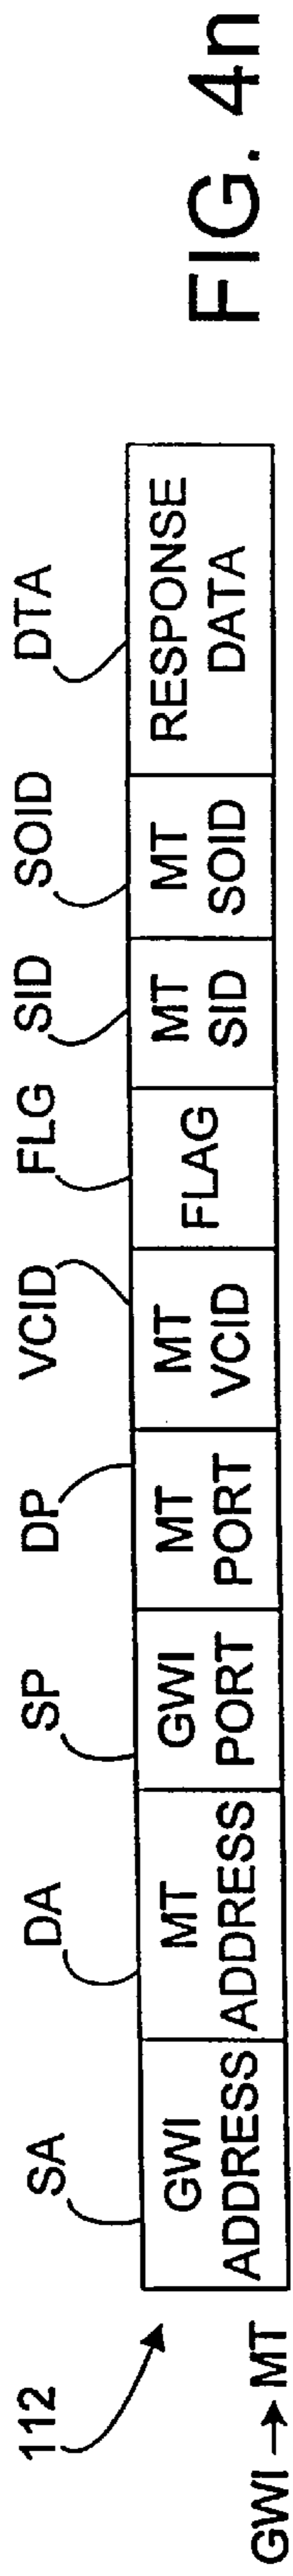 112
SA
DA
SP
DP
VCID
FLG
SID
SOID
DTA
GWI
ADDRESS
MT
ADDRESS
GWI
PORT
MT
PORT
MT
VCID
FLAG
MT
SID
MT
SOID
RESPONSE
DATA
GWI → MT
FIG. 4n